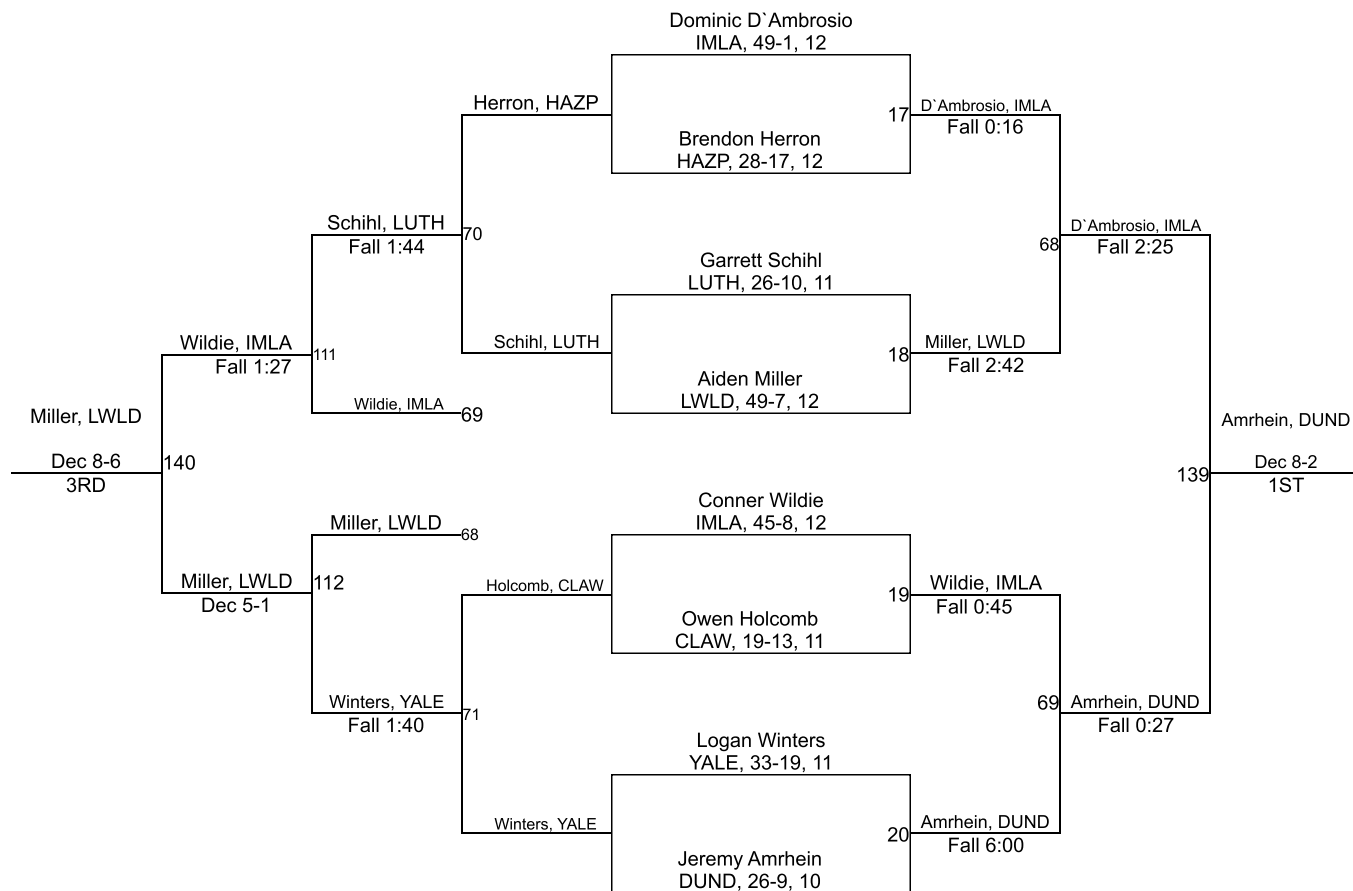 Dominic D`Ambrosio
IMLA, 49-1, 12
Herron, HAZP
17
D`Ambrosio, IMLA
Fall 0:16
Brendon Herron
HAZP, 28-17, 12
Schihl, LUTH
Fall 1:44
70
68
D`Ambrosio, IMLA
Fall 2:25
Garrett Schihl
LUTH, 26-10, 11
Wildie, IMLA
Fall 1:27
111
Schihl, LUTH
18
Miller, LWLD
Fall 2:42
Aiden Miller
LWLD, 49-7, 12
Wildie, IMLA
69
Miller, LWLD
Dec 8-6
3RD
140
139
Amrhein, DUND
Dec 8-2
1ST
Conner Wildie
IMLA, 45-8, 12
Miller, LWLD
68
Miller, LWLD
Dec 5-1
112
Holcomb, CLAW
19
Wildie, IMLA
Fall 0:45
Owen Holcomb
CLAW, 19-13, 11
Winters, YALE
Fall 1:40
71
69
Amrhein, DUND
Fall 0:27
Logan Winters
YALE, 33-19, 11
Winters, YALE
20
Amrhein, DUND
Fall 6:00
Jeremy Amrhein
DUND, 26-9, 10